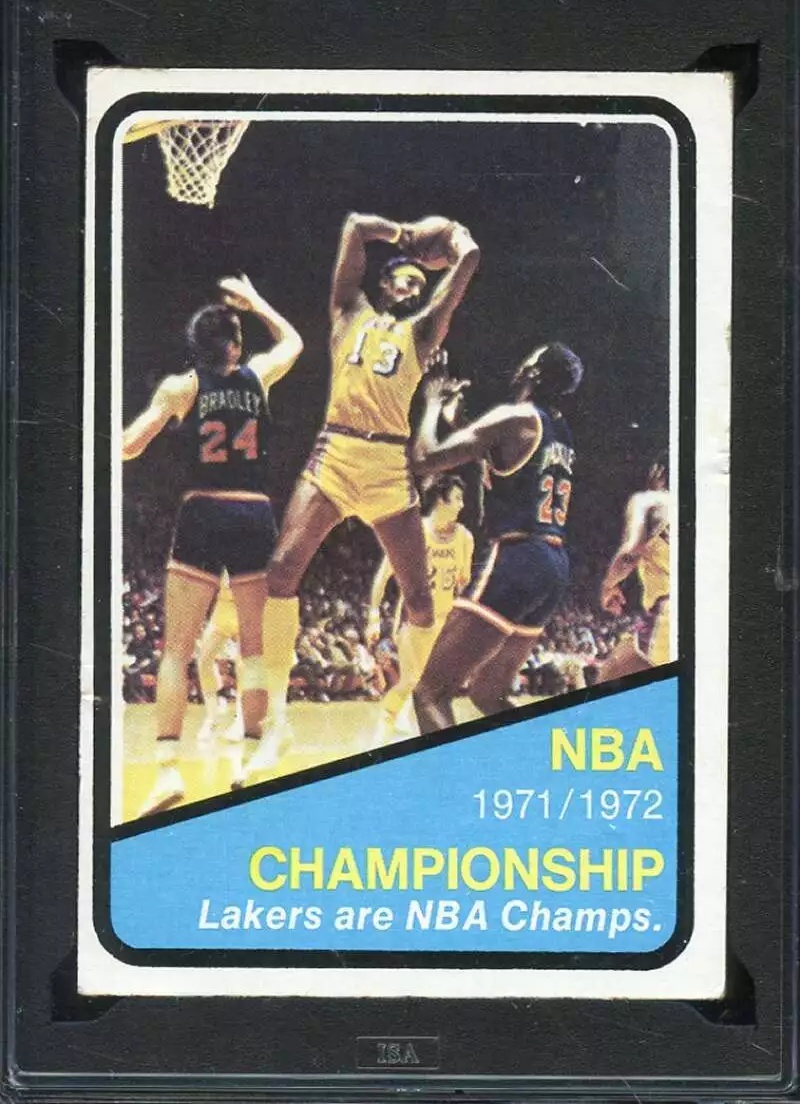 BRADLEY
24
13
23
NBA
1971/1972
CHAMPIONSHIP
Lakers are NBA Champs.
ISA